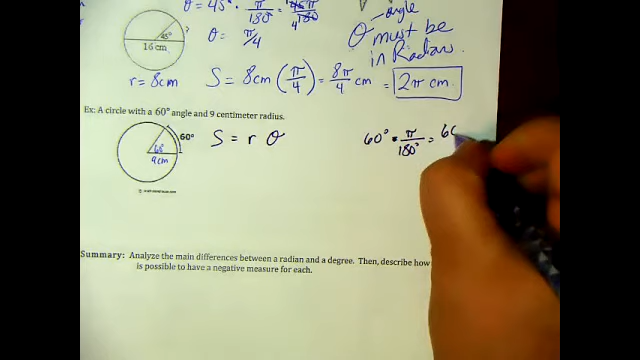 θ = 45° · π/180° = 45π/180 4
45°
16 cm
θ = π/4
θ angle
must be
in Radian.
r = 8cm S = 8cm (π/4) = 8π/4 cm = 2π cm.
Ex: A circle with a 60° angle and 9 centimeter radius.
60°
60°
9cm
S = r θ
60° · π/180° = 60
Summary: Analyze the main differences between a radian and a degree. Then, describe how
is possible to have a negative measure for each.